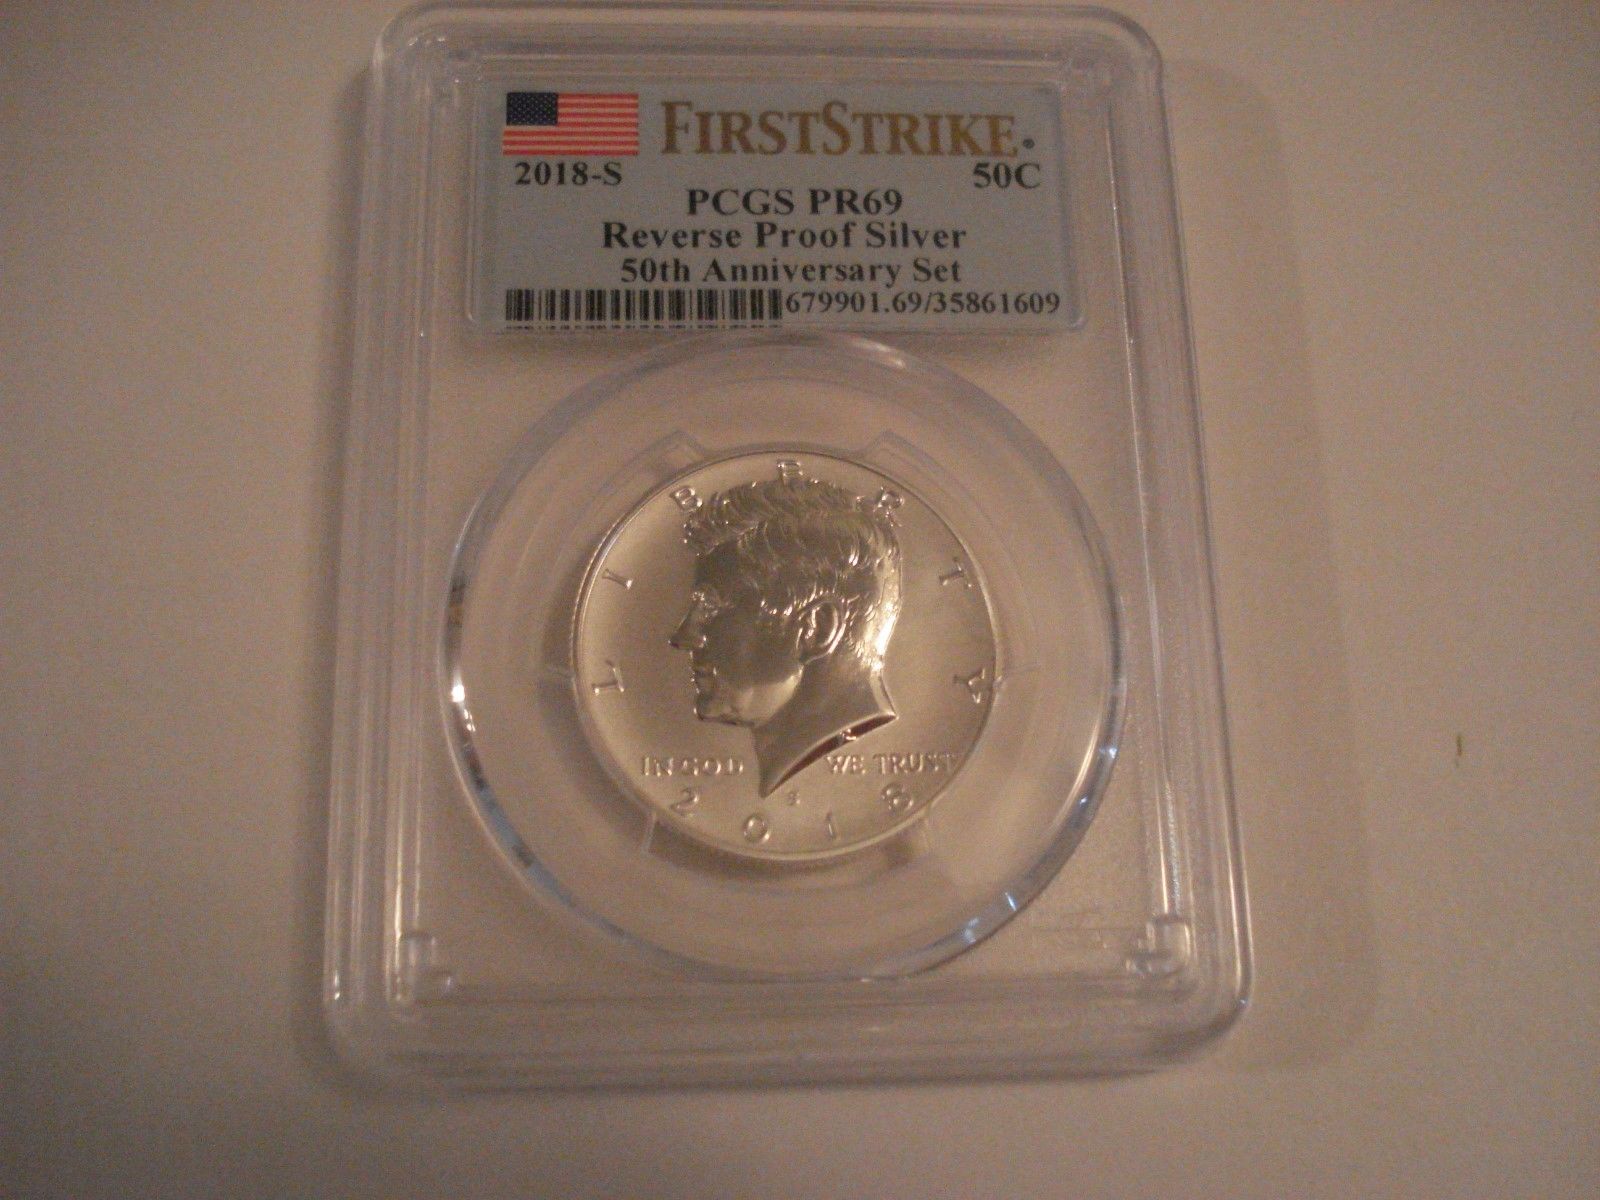 FIRSTSTRIKE.
2018-S 50C
PCGS PR69
Reverse Proof Silver
50th Anniversary Set
679901.69/35861609
LIBERTY
IN GOD WE TRUST
S
2018